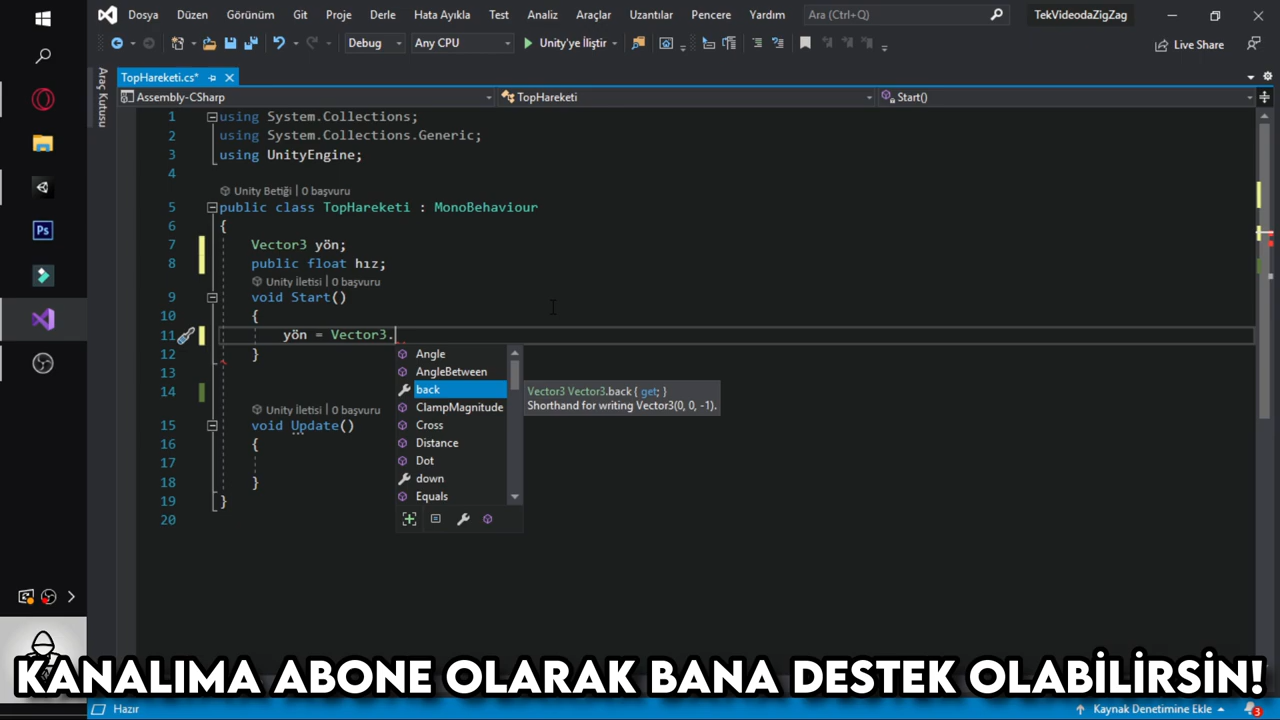 Dosya Düzen Görünüm Git Proje Derle Hata Ayıkla Test Analiz Araçlar Uzantılar Pencere Yardım Ara (Ctrl+Q) TekVideodaZigZag
Debug Any CPU Unity'ye İliştir Live Share
Araç Kutusu
TopHareketi.cs*
Assembly-CSharp TopHareketi Start()
1 using System.Collections;
2 using System.Collections.Generic;
3 using UnityEngine;
4
Unity Betiği | 0 başvuru
5 public class TopHareketi : MonoBehaviour
6 {
7 Vector3 yön;
8 public float hız;
Unity İletisi | 0 başvuru
9 void Start()
10 {
11 yön = Vector3.
12 }
13
14
Unity İletisi | 0 başvuru
15 void Update()
16 {
17
18 }
19 }
20
Angle
AngleBetween
back
ClampMagnitude
Cross
Distance
Dot
down
Equals
Vector3 Vector3.back { get; }
Shorthand for writing Vector3(0, 0, -1).
Ps
KANALIMA ABONE OLARAK BANA DESTEK OLABİLİRSİN!
Hazır Kaynak Denetimine Ekle 3